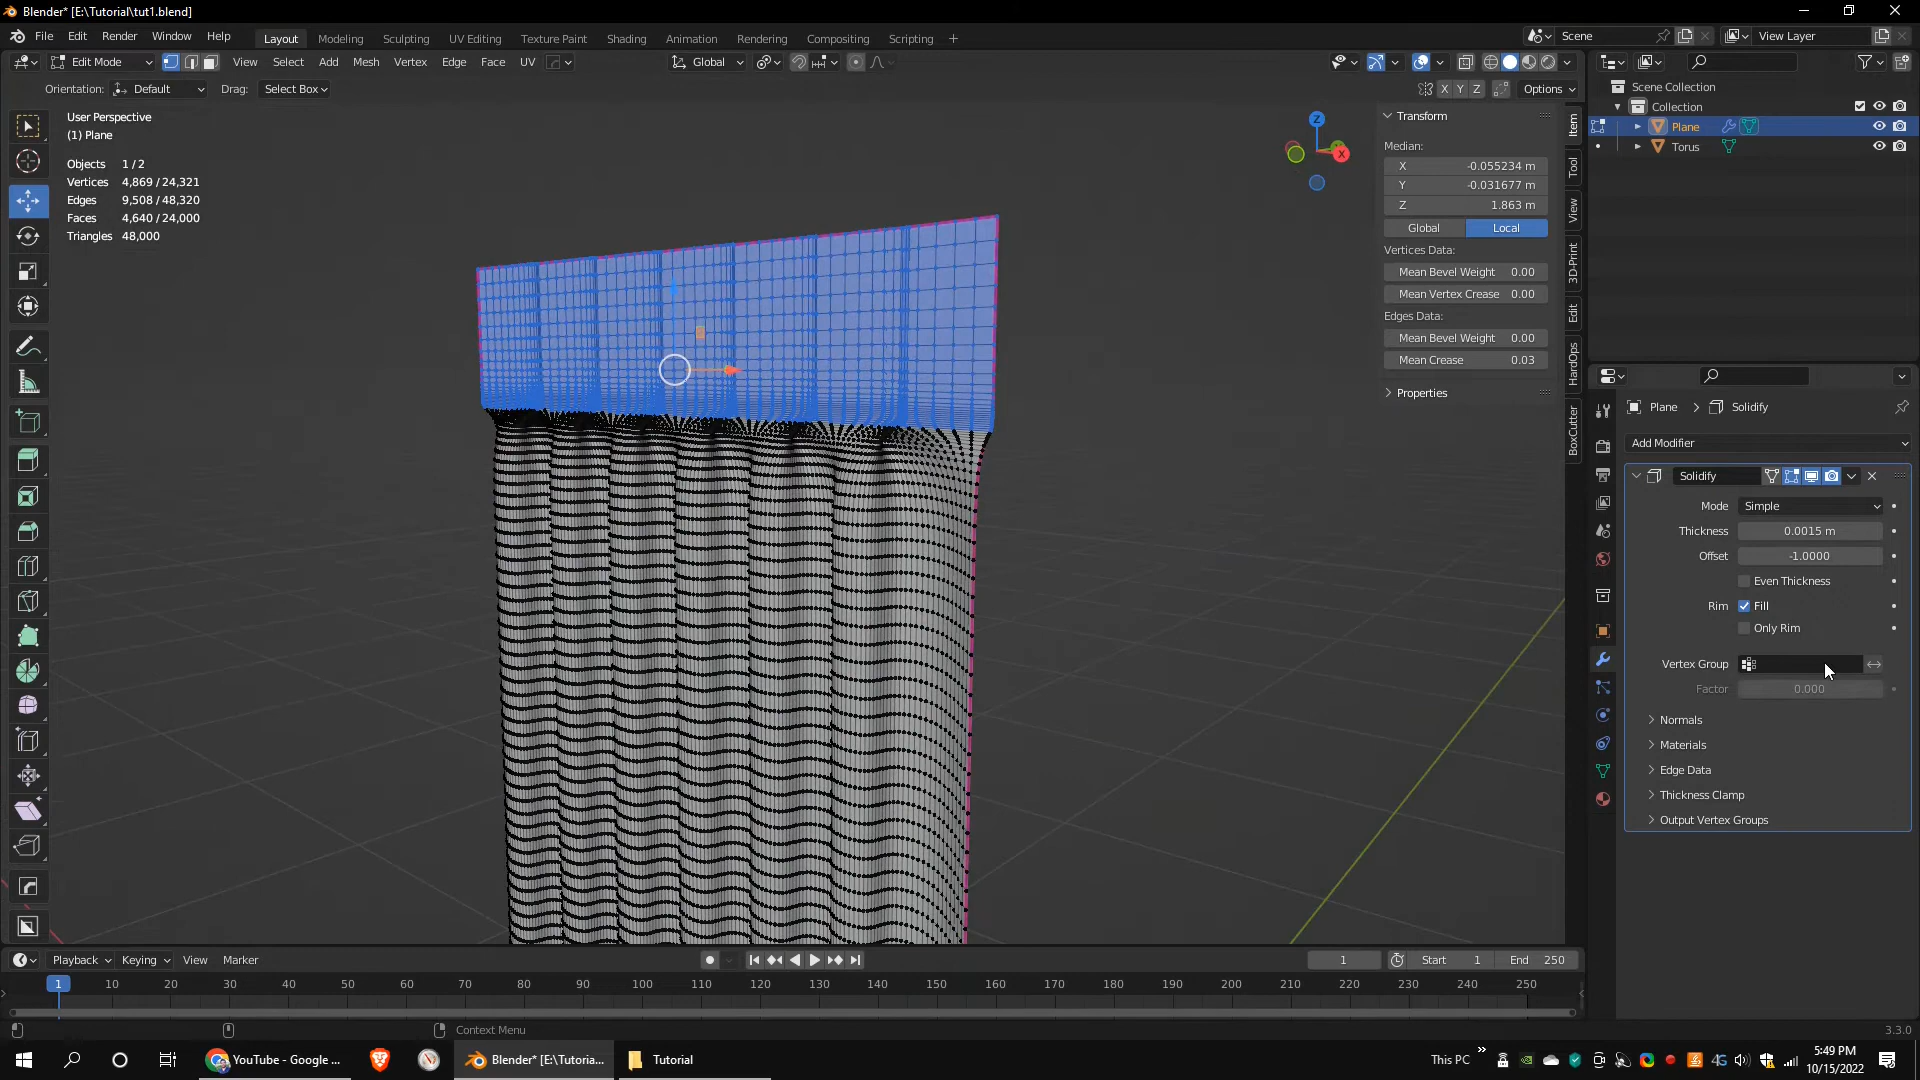 Blender* [E:\Tutorial\tut1.blend]
File Edit Render Window Help
Layout Modeling Sculpting UV Editing Texture Paint Shading Animation Rendering Compositing Scripting +
Scene
View Layer
Edit Mode
View Select Add Mesh Vertex Edge Face UV
Global
Orientation: Default Drag: Select Box
X Y Z Options
User Perspective
(1) Plane
Objects 1/2
Vertices 4,869/24,321
Edges 9,508/48,320
Faces 4,640/24,000
Triangles 48,000
Z
X
Transform
Median:
X -0.055234 m
Y -0.031677 m
Z 1.863 m
Global Local
Vertices Data:
Mean Bevel Weight 0.00
Mean Vertex Crease 0.00
Edges Data:
Mean Bevel Weight 0.00
Mean Crease 0.03
Properties
Item
Tool
View
3D-Print
Edit
HardOps
BoxCutter
Scene Collection
Collection
Plane
Torus
Plane > Solidify
Add Modifier
Solidify
Mode Simple
Thickness 0.0015 m
Offset -1.0000
Even Thickness
Rim Fill
Only Rim
Vertex Group
Factor 0.000
Normals
Materials
Edge Data
Thickness Clamp
Output Vertex Groups
Playback Keying View Marker
1 Start 1 End 250
1 10 20 30 40 50 60 70 80 90 100 110 120 130 140 150 160 170 180 190 200 210 220 230 240 250
Context Menu
3.3.0
YouTube - Google ...
Blender* [E:\Tutoria...
Tutorial
This PC
4G
5:49 PM
10/15/2022